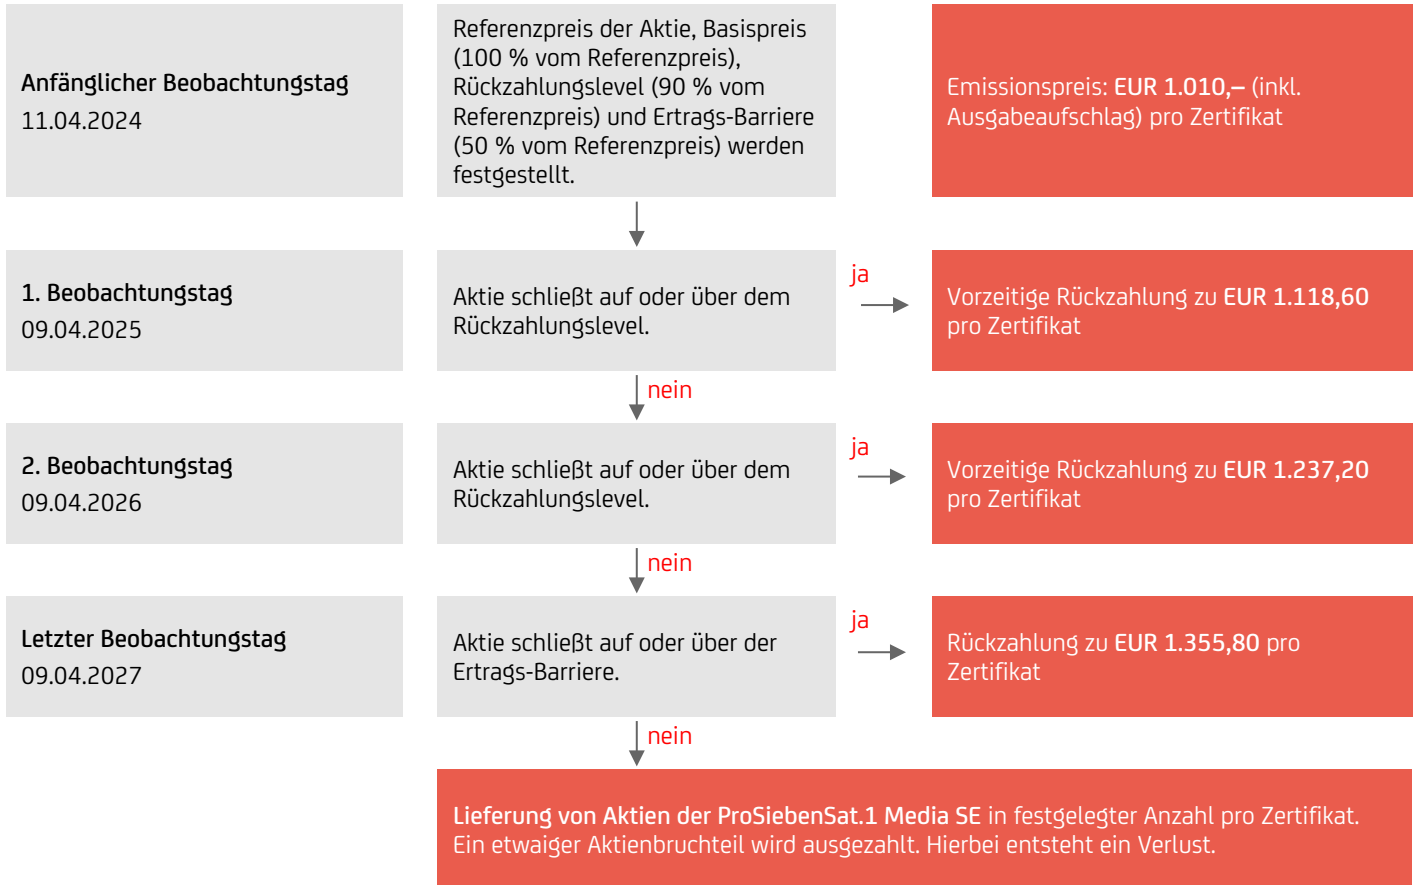 Anfänglicher Beobachtungstag
11.04.2024
Referenzpreis der Aktie, Basispreis
(100 % vom Referenzpreis),
Rückzahlungslevel (90 % vom
Referenzpreis) und Ertrags-Barriere
(50 % vom Referenzpreis) werden
festgestellt.
Emissionspreis: EUR 1.010,– (inkl.
Ausgabeaufschlag) pro Zertifikat
1. Beobachtungstag
09.04.2025
Aktie schließt auf oder über dem
Rückzahlungslevel.
ja
Vorzeitige Rückzahlung zu EUR 1.118,60
pro Zertifikat
nein
2. Beobachtungstag
09.04.2026
Aktie schließt auf oder über dem
Rückzahlungslevel.
ja
Vorzeitige Rückzahlung zu EUR 1.237,20
pro Zertifikat
nein
Letzter Beobachtungstag
09.04.2027
Aktie schließt auf oder über der
Ertrags-Barriere.
ja
Rückzahlung zu EUR 1.355,80 pro
Zertifikat
nein
Lieferung von Aktien der ProSiebenSat.1 Media SE in festgelegter Anzahl pro Zertifikat.
Ein etwaiger Aktienbruchteil wird ausgezahlt. Hierbei entsteht ein Verlust.